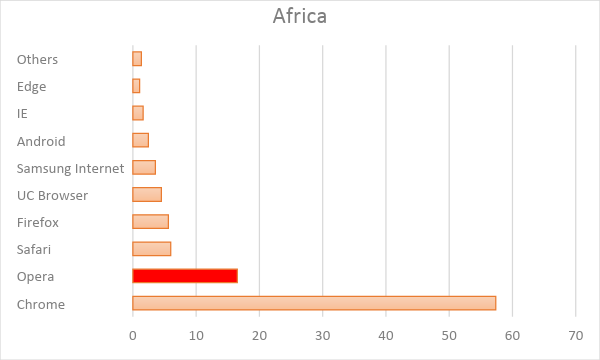 Africa
Others
Edge
IE
Android
Samsung Internet
UC Browser
Firefox
Safari
Opera
Chrome
0 10 20 30 40 50 60 70